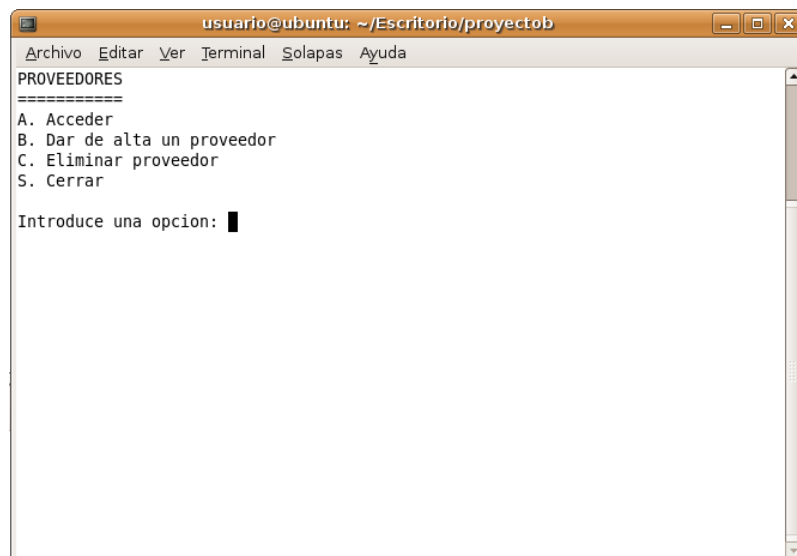 usuario@ubuntu: ~/Escritorio/proyectob
Archivo Editar Ver Terminal Solapas Ayuda
PROVEEDORES
===========
A. Acceder
B. Dar de alta un proveedor
C. Eliminar proveedor
S. Cerrar
Introduce una opcion: